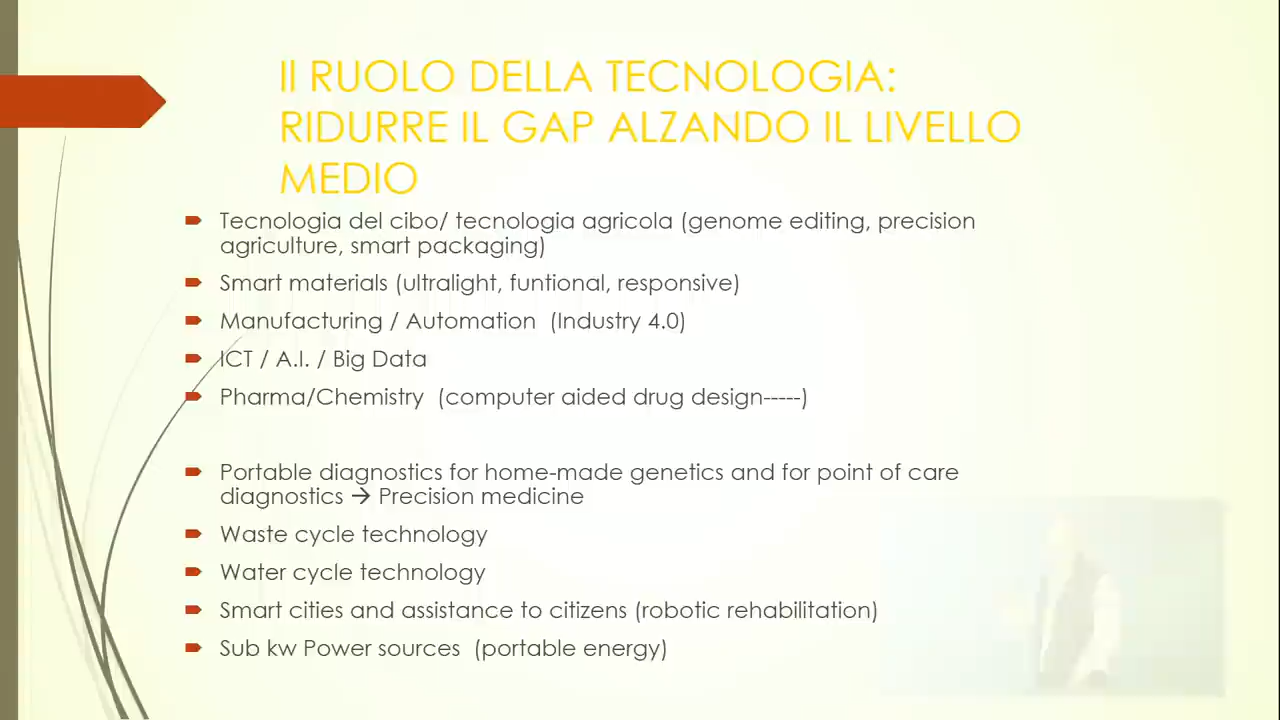 Il RUOLO DELLA TECNOLOGIA:
RIDURRE IL GAP ALZANDO IL LIVELLO
MEDIO
Tecnologia del cibo/ tecnologia agricola (genome editing, precision
agriculture, smart packaging)
Smart materials (ultralight, funtional, responsive)
Manufacturing / Automation (Industry 4.0)
ICT / A.I. / Big Data
Pharma/Chemistry (computer aided drug design-----)
Portable diagnostics for home-made genetics and for point of care
diagnostics → Precision medicine
Waste cycle technology
Water cycle technology
Smart cities and assistance to citizens (robotic rehabilitation)
Sub kw Power sources (portable energy)